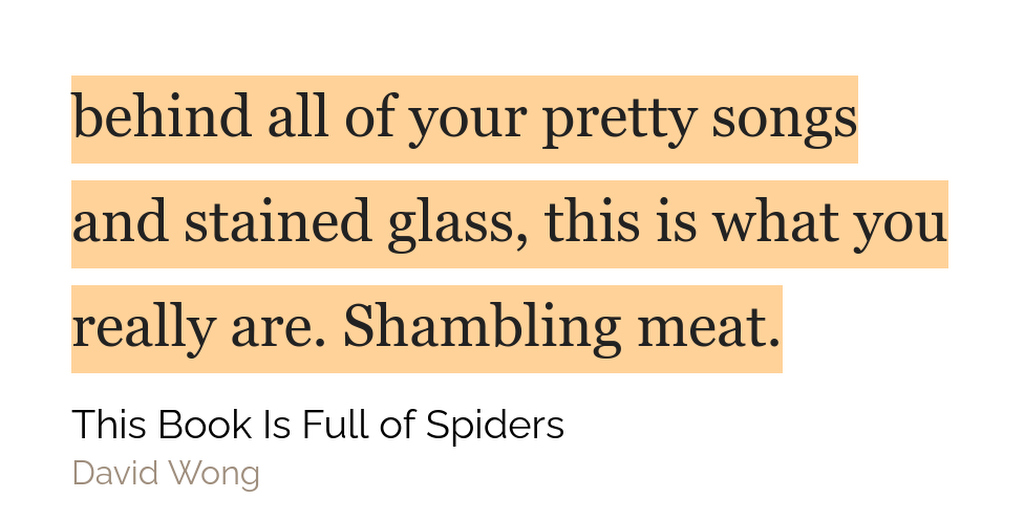 behind all of your pretty songs
and stained glass, this is what you
really are. Shambling meat.
This Book Is Full of Spiders
David Wong